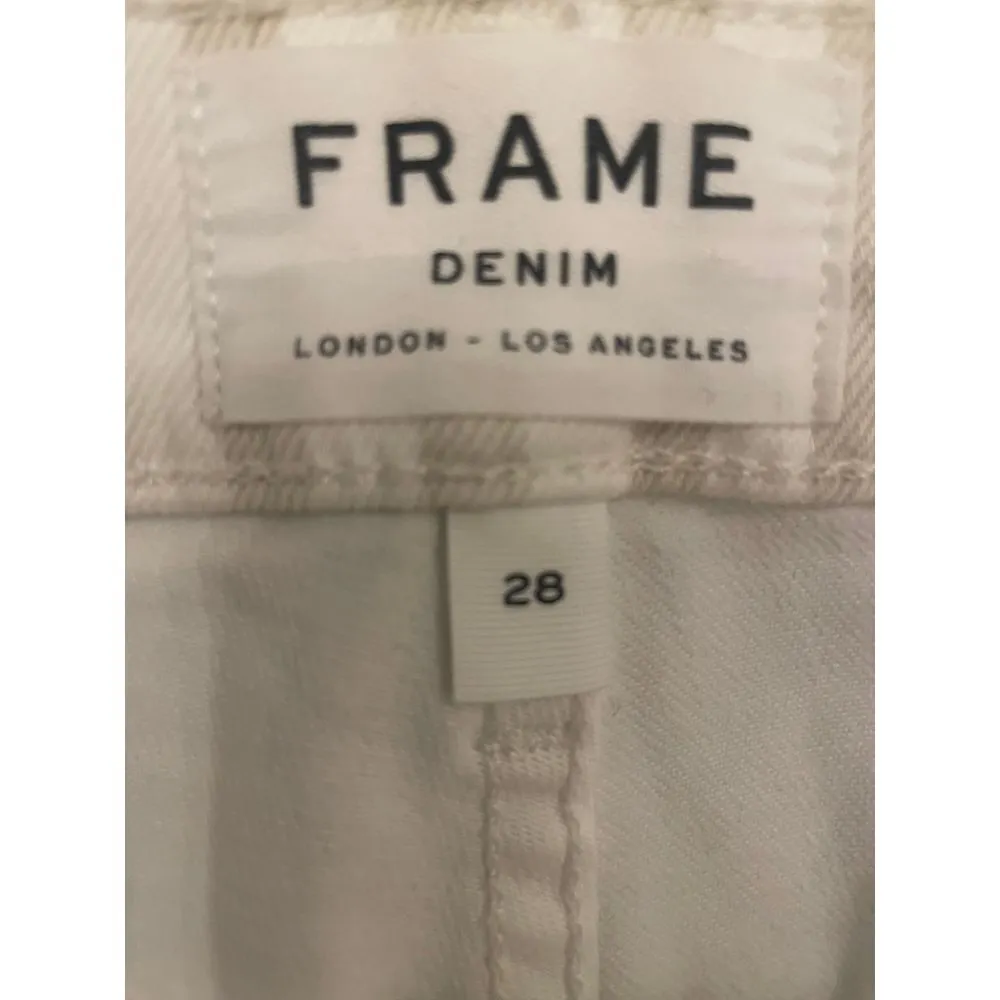 FRAME
DENIM
LONDON - LOS ANGELES
28